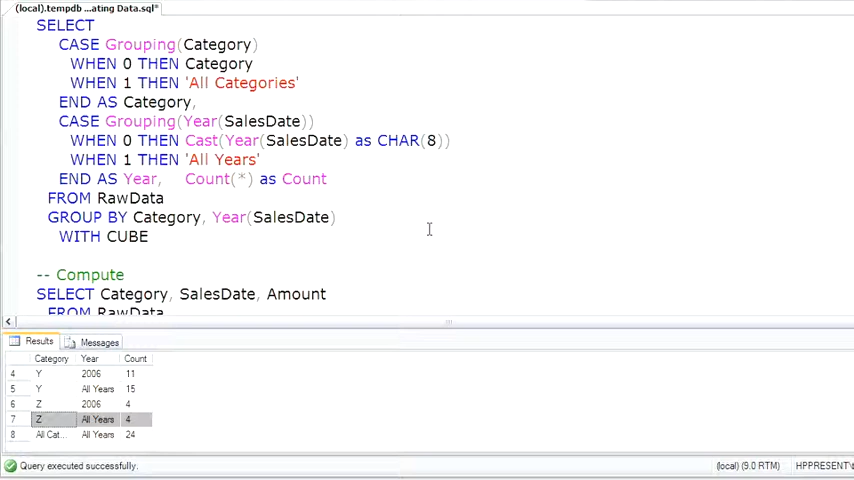 (local).tempdb ...ating Data.sql*
SELECT
CASE Grouping(Category)
WHEN 0 THEN Category
WHEN 1 THEN 'All Categories'
END AS Category,
CASE Grouping(Year(SalesDate))
WHEN 0 THEN Cast(Year(SalesDate) as CHAR(8))
WHEN 1 THEN 'All Years'
END AS Year, Count(*) as Count
FROM RawData
GROUP BY Category, Year(SalesDate)
WITH CUBE
-- Compute
SELECT Category, SalesDate, Amount
FROM RawData
Results Messages
Category Year Count
4 Y 2006 11
5 Y All Years 15
6 Z 2006 4
7 Z All Years 4
8 All Cat... All Years 24
Query executed successfully. (local) (9.0 RTM) HPPRESENT\